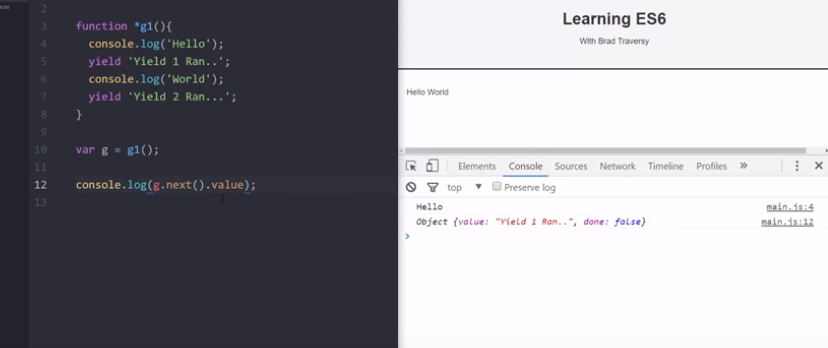 2
3 function *g1(){
4 console.log('Hello');
5 yield 'Yield 1 Ran..';
6 console.log('World');
7 yield 'Yield 2 Ran...';
8 }
9
10 var g = g1();
11
12 console.log(g.next().value);
13
Learning ES6
With Brad Traversy
Hello World
Elements Console Sources Network Timeline Profiles »
top ▼ Preserve log
Hello main.js:4
Object {value: "Yield 1 Ran..", done: false} main.js:12